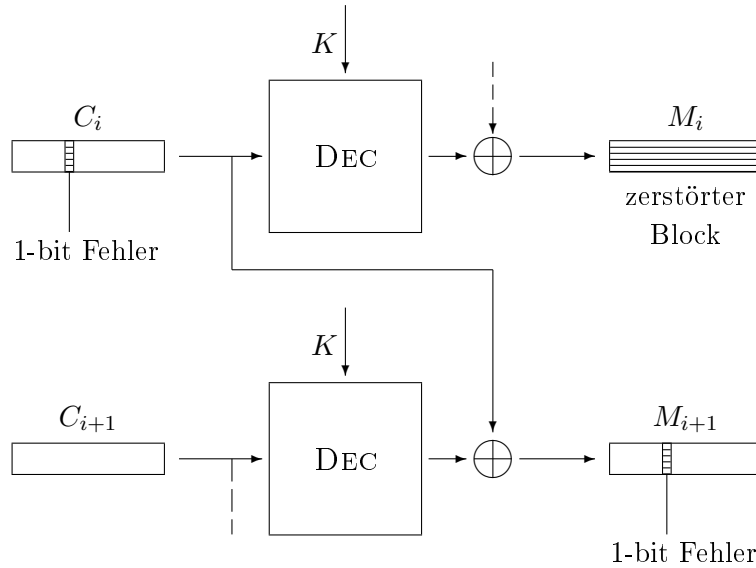 K
C_i
DEC
M_i
zerstörter
Block
1-bit Fehler
K
C_{i+1}
DEC
M_{i+1}
1-bit Fehler